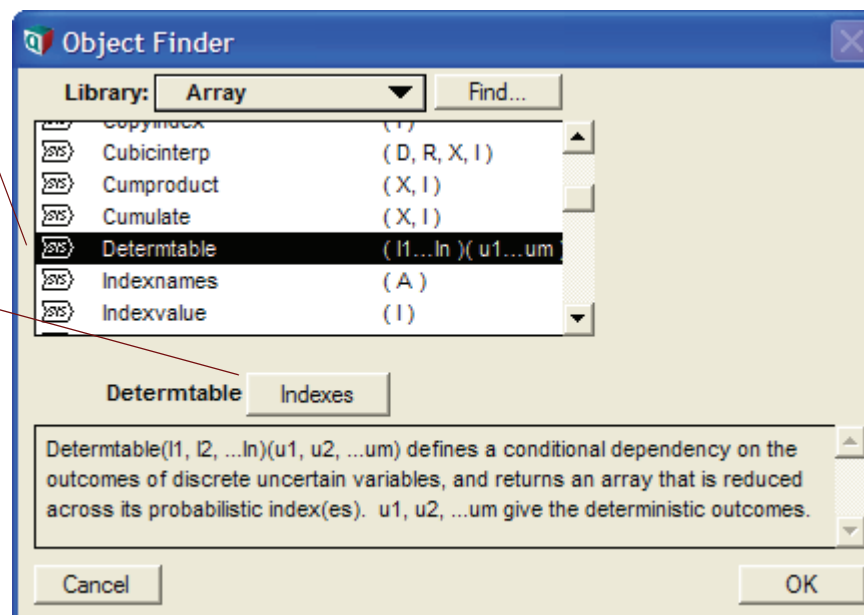 Object Finder
Library: Array Find...
Copyindex ( I )
Cubicinterp ( D, R, X, I )
Cumproduct ( X, I )
Cumulate ( X, I )
Determtable ( I1...In )( u1...um )
Indexnames ( A )
Indexvalue ( I )
Determtable Indexes
Determtable(I1, I2, ...In)(u1, u2, ...um) defines a conditional dependency on the
outcomes of discrete uncertain variables, and returns an array that is reduced
across its probabilistic index(es). u1, u2, ...um give the deterministic outcomes.
Cancel OK